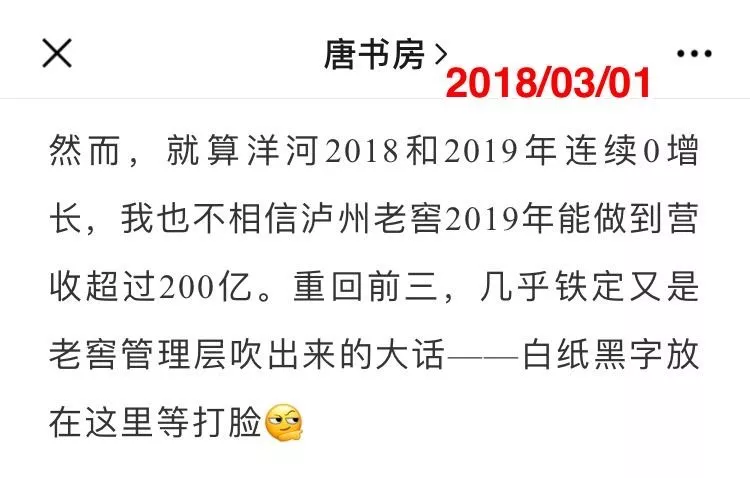 唐书房
2018/03/01
然而，就算洋河2018和2019年连续0增
长，我也不相信泸州老窖2019年能做到营
收超过200亿。重回前三，几乎铁定又是
老窖管理层吹出来的大话——白纸黑字放
在这里等打脸